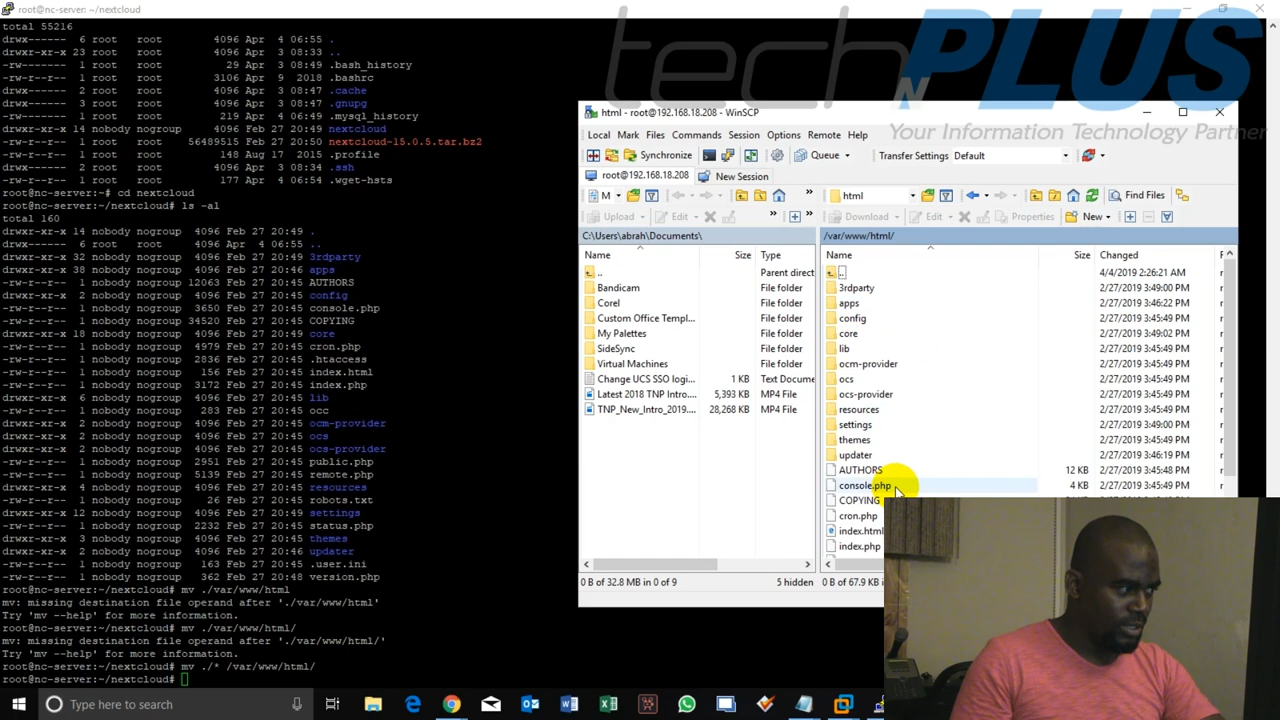 root@nc-server: ~/nextcloud
total 55216
drwx------ 6 root root 4096 Apr 4 06:55 .
drwxr-xr-x 23 root root 4096 Apr 3 08:33 ..
-rw------- 1 root root 29 Apr 3 08:49 .bash_history
-rw-r--r-- 1 root root 3106 Apr 9 2018 .bashrc
drwx------ 2 root root 4096 Apr 3 08:47 .cache
drwx------ 3 root root 4096 Apr 3 08:47 .gnupg
-rw------- 1 root root 219 Apr 4 06:49 .mysql_history
drwxr-xr-x 14 nobody nogroup 4096 Feb 27 20:49 nextcloud
-rw-r--r-- 1 root root 56489515 Feb 27 20:50 nextcloud-15.0.5.tar.bz2
-rw-r--r-- 1 root root 148 Aug 17 2015 .profile
drwx------ 2 root root 4096 Apr 3 08:34 .ssh
-rw-r--r-- 1 root root 177 Apr 4 06:54 .wget-hsts
root@nc-server:~# cd nextcloud
root@nc-server:~/nextcloud# ls -al
total 160
drwxr-xr-x 14 nobody nogroup 4096 Feb 27 20:49 .
drwx------ 6 root root 4096 Apr 4 06:55 ..
drwxr-xr-x 32 nobody nogroup 4096 Feb 27 20:49 3rdparty
drwxr-xr-x 38 nobody nogroup 4096 Feb 27 20:46 apps
-rw-r--r-- 1 nobody nogroup 12063 Feb 27 20:45 AUTHORS
drwxr-xr-x 2 nobody nogroup 4096 Feb 27 20:45 config
-rw-r--r-- 1 nobody nogroup 3650 Feb 27 20:45 console.php
-rw-r--r-- 1 nobody nogroup 34520 Feb 27 20:45 COPYING
drwxr-xr-x 18 nobody nogroup 4096 Feb 27 20:49 core
-rw-r--r-- 1 nobody nogroup 4979 Feb 27 20:45 cron.php
-rw-r--r-- 1 nobody nogroup 2836 Feb 27 20:45 .htaccess
-rw-r--r-- 1 nobody nogroup 156 Feb 27 20:45 index.html
-rw-r--r-- 1 nobody nogroup 3172 Feb 27 20:45 index.php
drwxr-xr-x 6 nobody nogroup 4096 Feb 27 20:45 lib
-rw-r--r-- 1 nobody nogroup 283 Feb 27 20:45 occ
drwxr-xr-x 2 nobody nogroup 4096 Feb 27 20:45 ocm-provider
drwxr-xr-x 2 nobody nogroup 4096 Feb 27 20:45 ocs
drwxr-xr-x 2 nobody nogroup 4096 Feb 27 20:45 ocs-provider
-rw-r--r-- 1 nobody nogroup 2951 Feb 27 20:45 public.php
-rw-r--r-- 1 nobody nogroup 5139 Feb 27 20:45 remote.php
drwxr-xr-x 4 nobody nogroup 4096 Feb 27 20:45 resources
-rw-r--r-- 1 nobody nogroup 26 Feb 27 20:45 robots.txt
drwxr-xr-x 12 nobody nogroup 4096 Feb 27 20:49 settings
-rw-r--r-- 1 nobody nogroup 2232 Feb 27 20:45 status.php
drwxr-xr-x 3 nobody nogroup 4096 Feb 27 20:45 themes
drwxr-xr-x 2 nobody nogroup 4096 Feb 27 20:46 updater
-rw-r--r-- 1 nobody nogroup 163 Feb 27 20:45 .user.ini
-rw-r--r-- 1 nobody nogroup 362 Feb 27 20:48 version.php
root@nc-server:~/nextcloud# mv ./var/www/html
mv: missing destination file operand after './var/www/html'
Try 'mv --help' for more information.
root@nc-server:~/nextcloud# mv ./var/www/html/
mv: missing destination file operand after './var/www/html/'
Try 'mv --help' for more information.
root@nc-server:~/nextcloud# mv ./* /var/www/html/
root@nc-server:~/nextcloud#
tech N PLUS
Your Information Technology Partner
html - root@192.168.18.208 - WinSCP
Local Mark Files Commands Session Options Remote Help
Synchronize Queue Transfer Settings Default
root@192.168.18.208 New Session
M html Find Files
Upload Edit Download Edit Properties New
C:\Users\abrah\Documents\
Name Size Type
.. Parent direct
Bandicam File folder
Corel File folder
Custom Office Templ... File folder
My Palettes File folder
SideSync File folder
Virtual Machines File folder
Change UCS SSO logi... 1 KB Text Docume
Latest 2018 TNP Intro.... 5,393 KB MP4 File
TNP_New_Intro_2019.... 28,268 KB MP4 File
0 B of 32.8 MB in 0 of 9 5 hidden
/var/www/html/
Name Size Changed
.. 4/4/2019 2:26:21 AM
3rdparty 2/27/2019 3:49:00 PM
apps 2/27/2019 3:46:22 PM
config 2/27/2019 3:45:49 PM
core 2/27/2019 3:49:02 PM
lib 2/27/2019 3:45:49 PM
ocm-provider 2/27/2019 3:45:49 PM
ocs 2/27/2019 3:45:49 PM
ocs-provider 2/27/2019 3:45:49 PM
resources 2/27/2019 3:45:49 PM
settings 2/27/2019 3:49:00 PM
themes 2/27/2019 3:45:49 PM
updater 2/27/2019 3:46:19 PM
AUTHORS 12 KB 2/27/2019 3:45:48 PM
console.php 4 KB 2/27/2019 3:45:49 PM
COPYING
cron.php
index.html
index.php
0 B of 67.9 KB in
Type here to search